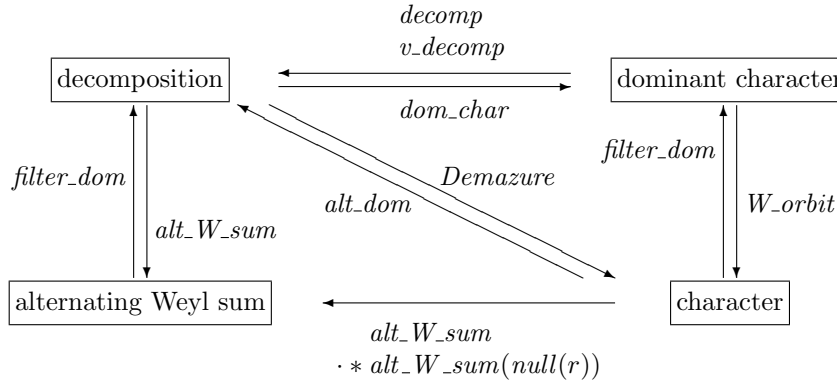 decomp
v_decomp
decomposition
dominant character
dom_char
filter_dom
alt_W_sum
Demazure
alt_dom
filter_dom
W_orbit
alternating Weyl sum
character
alt_W_sum
· * alt_W_sum(null(r))